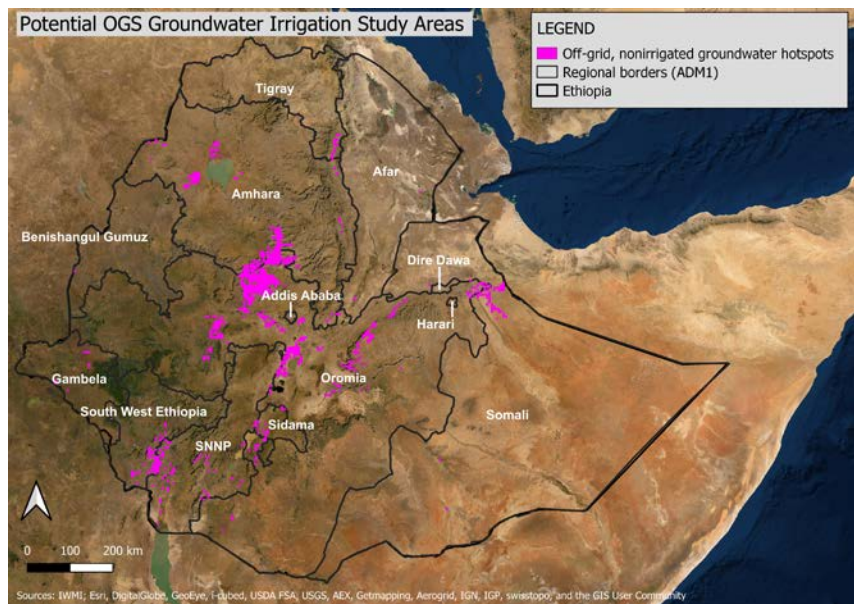 Potential OGS Groundwater Irrigation Study Areas
LEGEND
Off-grid, nonirrigated groundwater hotspots
Regional borders (ADM1)
Ethiopia
Tigray
Afar
Amhara
Benishangul Gumuz
Dire Dawa
Addis Ababa
Harari
Gambela
Oromia
South West Ethiopia
Somali
Sidama
SNNP
0 100 200 km
Sources: IWMI; Esri, DigitalGlobe, GeoEye, i-cubed, USDA FSA, USGS, AEX, Getmapping, Aerogrid, IGN, IGP, swisstopo, and the GIS User Community